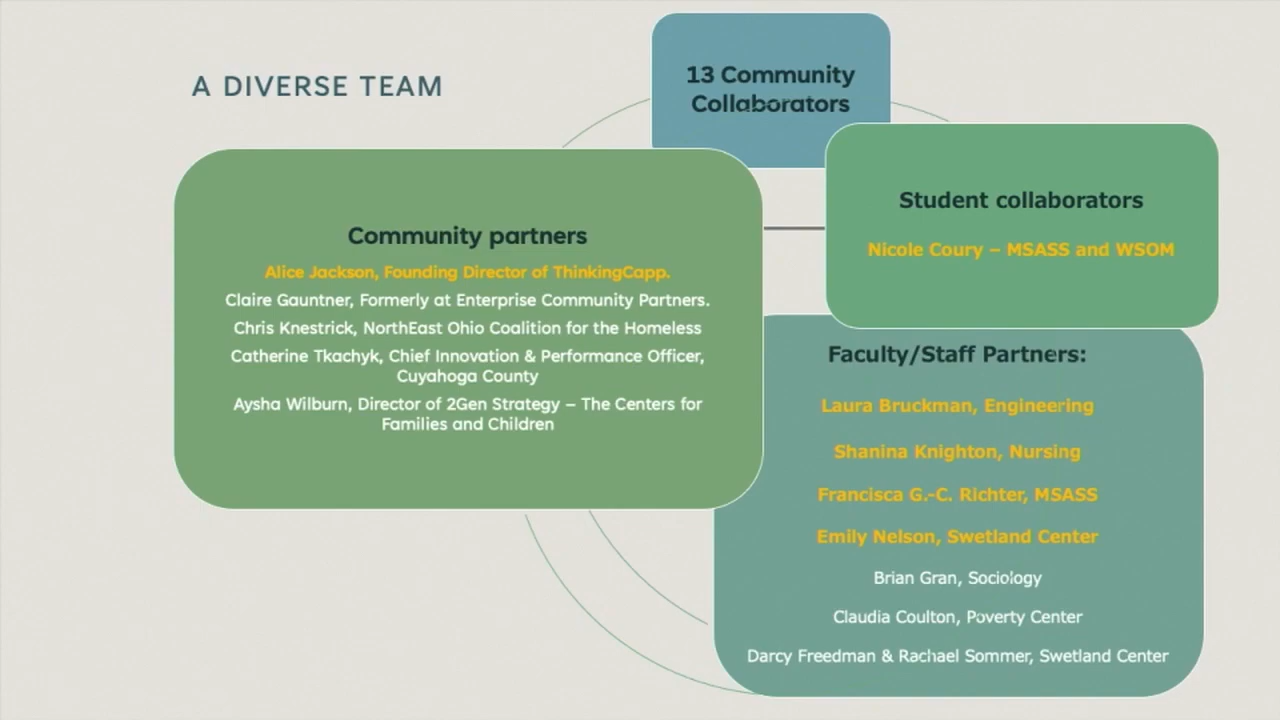 A DIVERSE TEAM
13 Community
Collaborators
Community partners
Alice Jackson, Founding Director of ThinkingCapp.
Claire Gauntner, Formerly at Enterprise Community Partners.
Chris Knestrick, NorthEast Ohio Coalition for the Homeless
Catherine Tkachyk, Chief Innovation & Performance Officer,
Cuyahoga County
Aysha Wilburn, Director of 2Gen Strategy – The Centers for
Families and Children
Student collaborators
Nicole Coury – MSASS and WSOM
Faculty/Staff Partners:
Laura Bruckman, Engineering
Shanina Knighton, Nursing
Francisca G.-C. Richter, MSASS
Emily Nelson, Swetland Center
Brian Gran, Sociology
Claudia Coulton, Poverty Center
Darcy Freedman & Rachael Sommer, Swetland Center